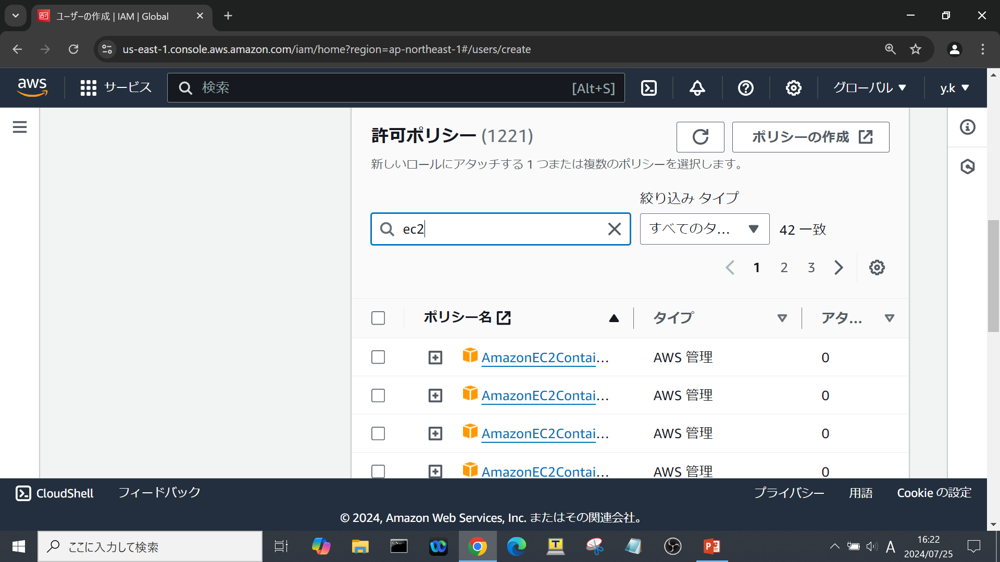 ユーザーの作成 | IAM | Global
us-east-1.console.aws.amazon.com/iam/home?region=ap-northeast-1#/users/create
aws サービス 検索 [Alt+S] グローバル y.k
許可ポリシー (1221) ポリシーの作成
新しいロールにアタッチする 1 つまたは複数のポリシーを選択します。
絞り込み タイプ
ec2 すべてのタ... 42 一致
1 2 3
ポリシー名 タイプ アタ...
AmazonEC2Contai... AWS 管理 0
AmazonEC2Contai... AWS 管理 0
AmazonEC2Contai... AWS 管理 0
AmazonEC2Contai... AWS 管理 0
CloudShell フィードバック プライバシー 用語 Cookie の設定
© 2024, Amazon Web Services, Inc. またはその関連会社。
ここに入力して検索 A 16:22
2024/07/25